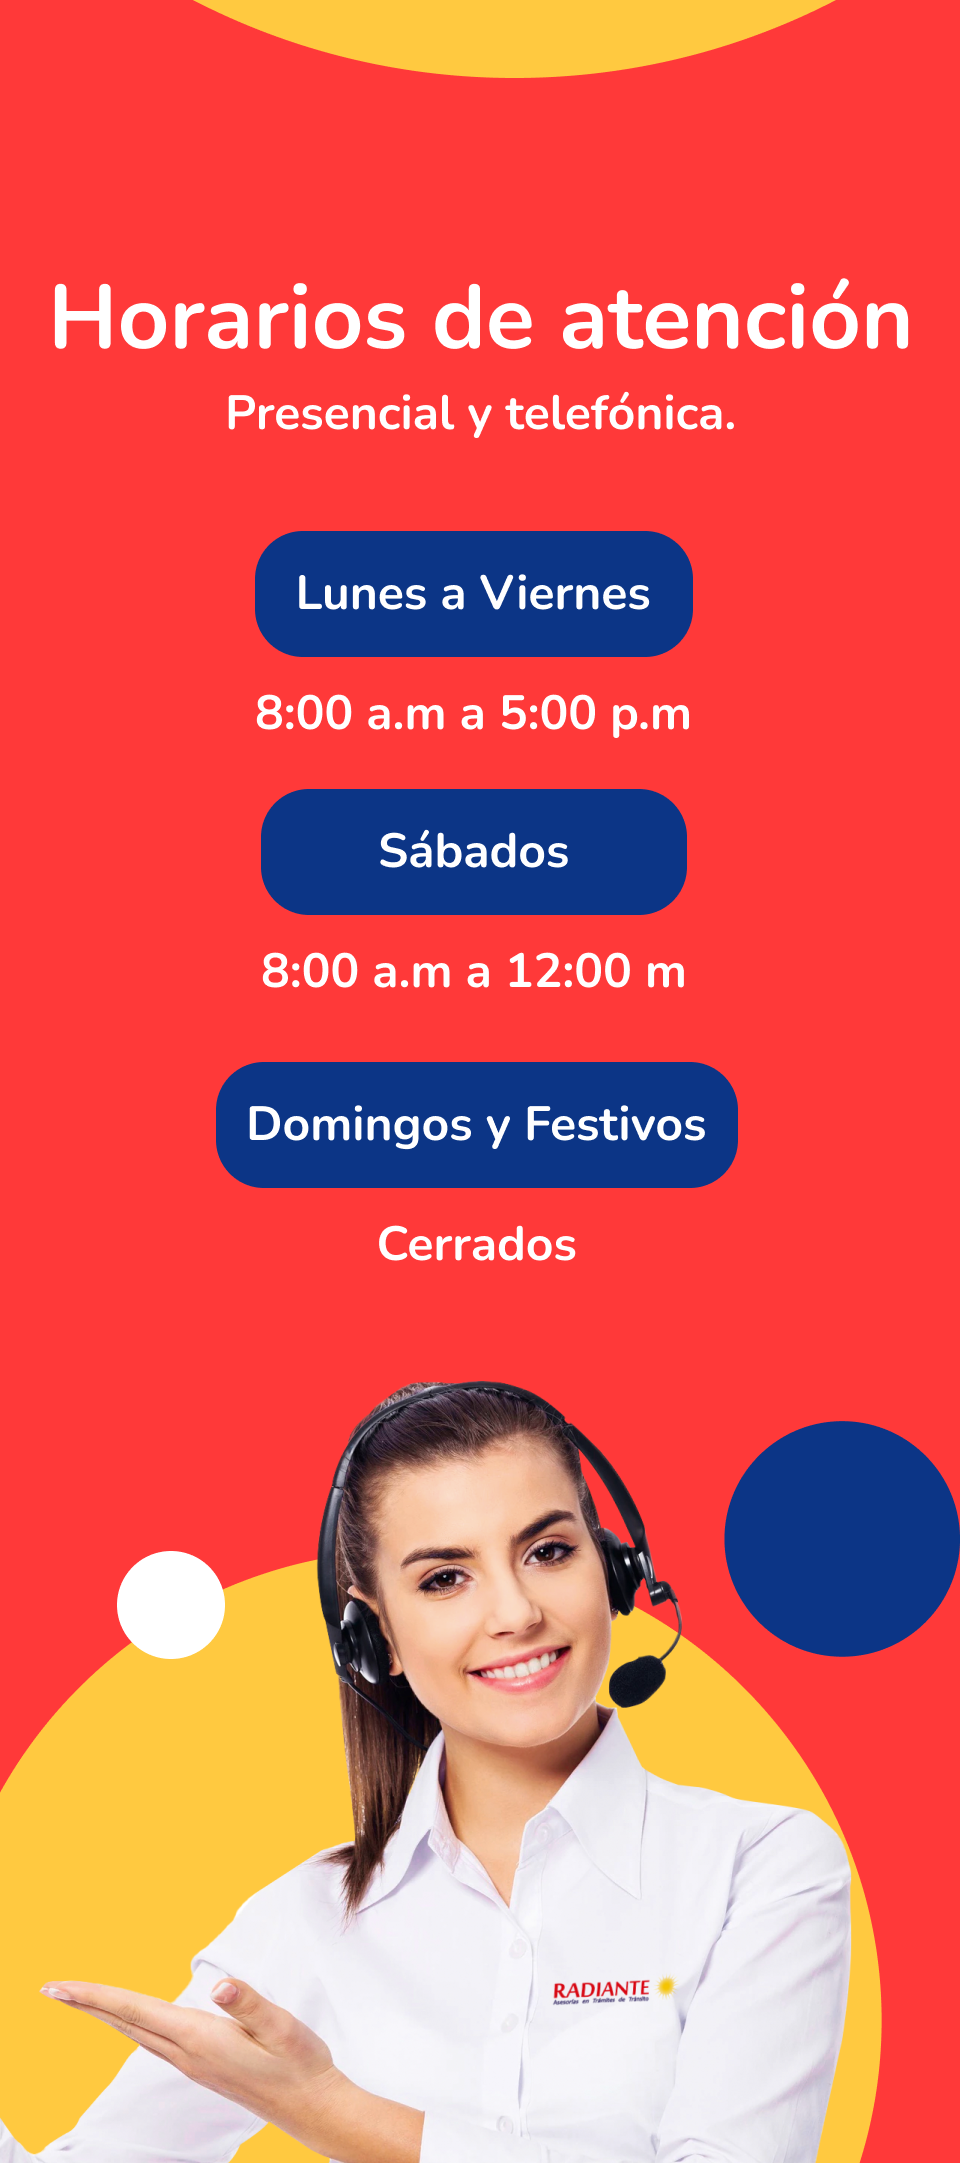 Horarios de atención
Presencial y telefónica.
Lunes a Viernes
8:00 a.m a 5:00 p.m
Sábados
8:00 a.m a 12:00 m
Domingos y Festivos
Cerrados
RADIANTE
Asesorías en Trámites de Tránsito